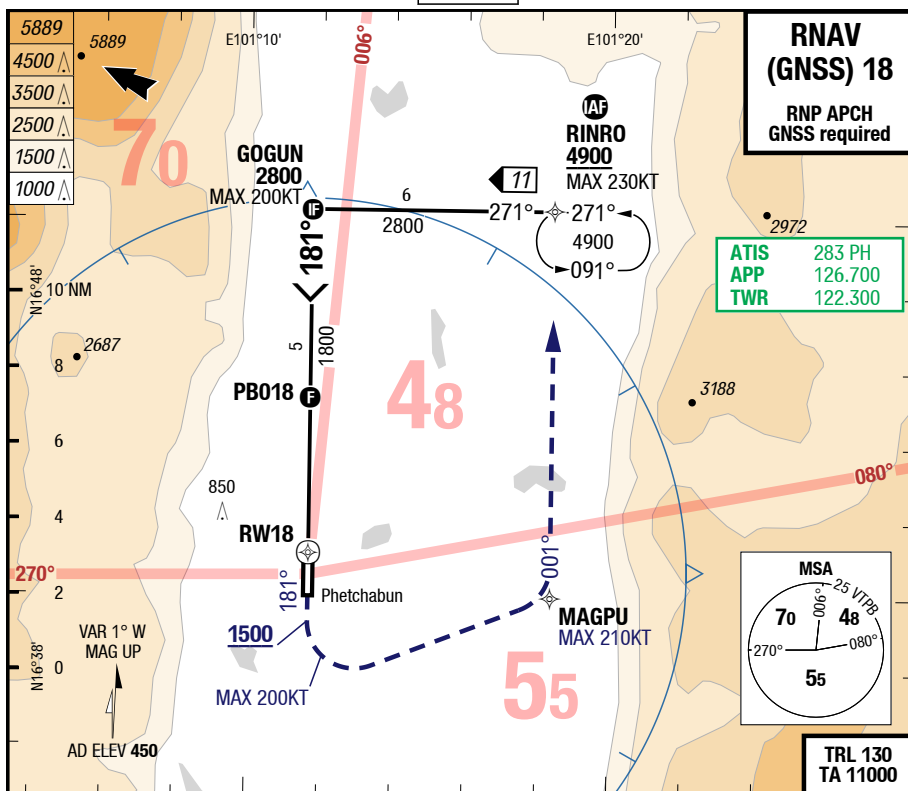 5889
4500
3500
2500
1500
1000
5889
E101°10'
006°
E101°20'
RNAV
(GNSS) 18
RNP APCH
GNSS required
70
IAF
RINRO
4900
MAX 230KT
GOGUN
2800
MAX 200KT
IF
6
2800
11
271°
271°
4900
091°
2972
ATIS 283 PH
APP 126.700
TWR 122.300
181°
N16°48'
10 NM
5
1800
2687
8
PB018
F
48
3188
6
080°
850
4
RW18
270°
2
181°
Phetchabun
001°
MAGPU
MAX 210KT
1500
VAR 1° W
MAG UP
0
N16°38'
MAX 200KT
55
AD ELEV 450
MSA
25 VTPB
006°
70
48
270°
080°
55
TRL 130
TA 11000